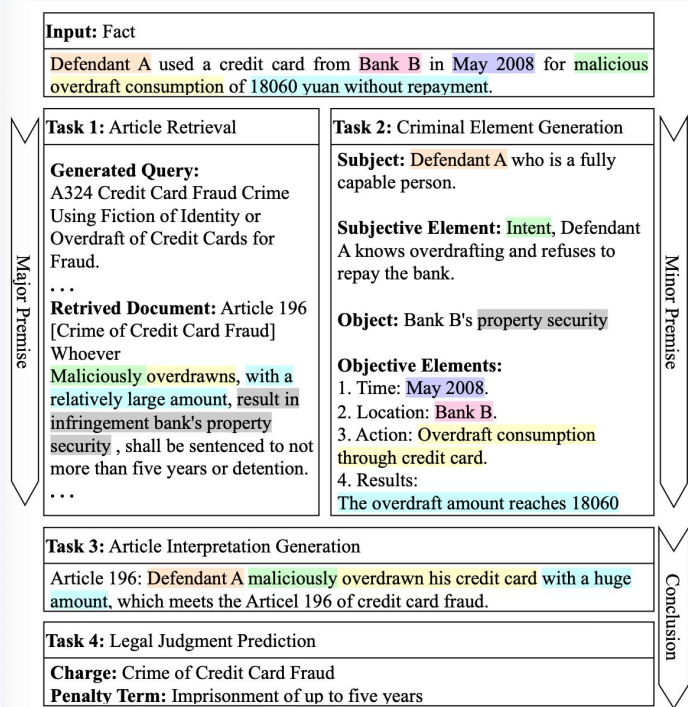 Input: Fact
Defendant A used a credit card from Bank B in May 2008 for malicious
overdraft consumption of 18060 yuan without repayment.
Major Premise
Task 1: Article Retrieval
Generated Query:
A324 Credit Card Fraud Crime
Using Fiction of Identity or
Overdraft of Credit Cards for
Fraud.
...
Retrived Document: Article 196
[Crime of Credit Card Fraud]
Whoever
Maliciously overdrawns, with a
relatively large amount, result in
infringement bank's property
security , shall be sentenced to not
more than five years or detention.
...
Task 2: Criminal Element Generation
Subject: Defendant A who is a fully
capable person.
Subjective Element: Intent, Defendant
A knows overdrafting and refuses to
repay the bank.
Object: Bank B's property security
Objective Elements:
1. Time: May 2008.
2. Location: Bank B.
3. Action: Overdraft consumption
through credit card.
4. Results:
The overdraft amount reaches 18060
Minor Premise
Task 3: Article Interpretation Generation
Article 196: Defendant A maliciously overdrawn his credit card with a huge
amount, which meets the Articel 196 of credit card fraud.
Task 4: Legal Judgment Prediction
Charge: Crime of Credit Card Fraud
Penalty Term: Imprisonment of up to five years
Conclusion